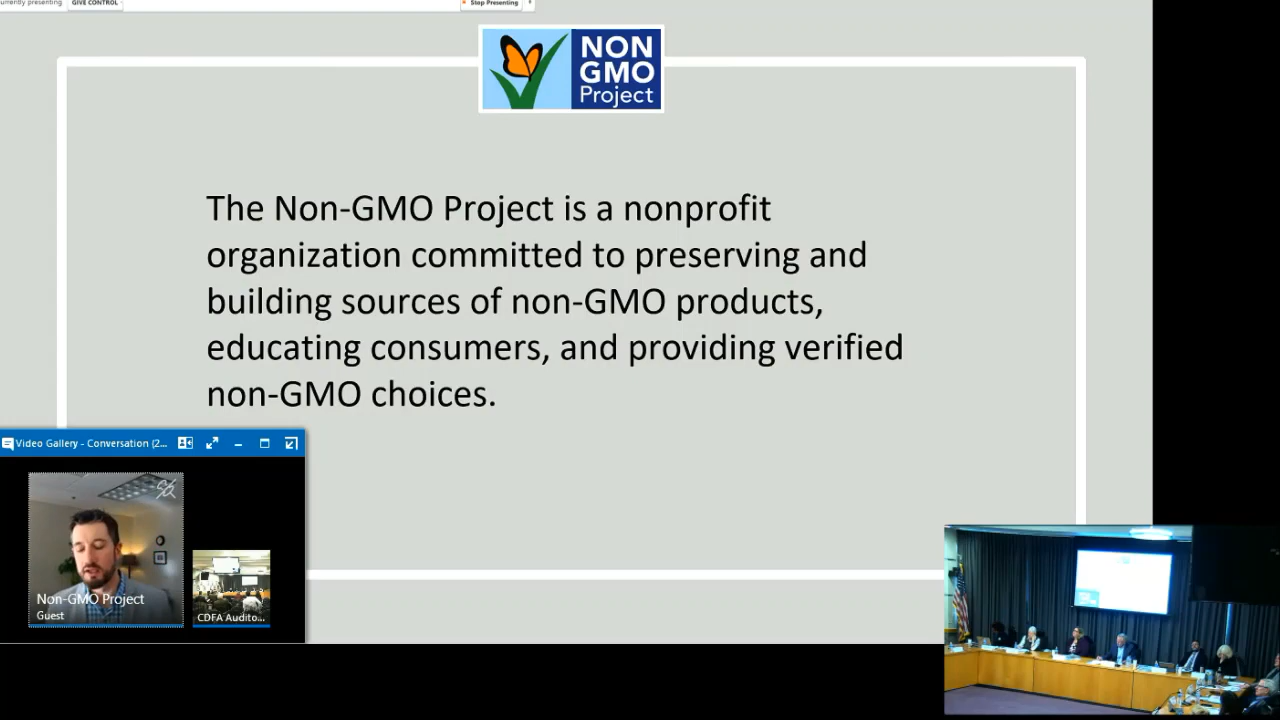 urrently presenting GIVE CONTROL Stop Presenting
NON
GMO
Project
The Non-GMO Project is a nonprofit
organization committed to preserving and
building sources of non-GMO products,
educating consumers, and providing verified
non-GMO choices.
Video Gallery - Conversation (2...
Non-GMO Project
Guest
CDFA Audito...